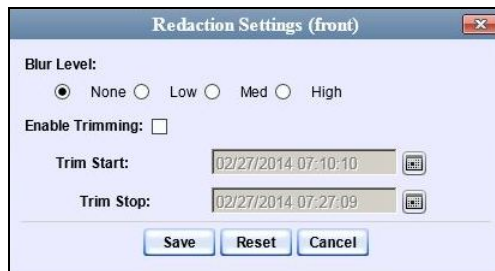 Redaction Settings (front)
Blur Level:
None Low Med High
Enable Trimming:
Trim Start: 02/27/2014 07:10:10
Trim Stop: 02/27/2014 07:27:09
Save Reset Cancel